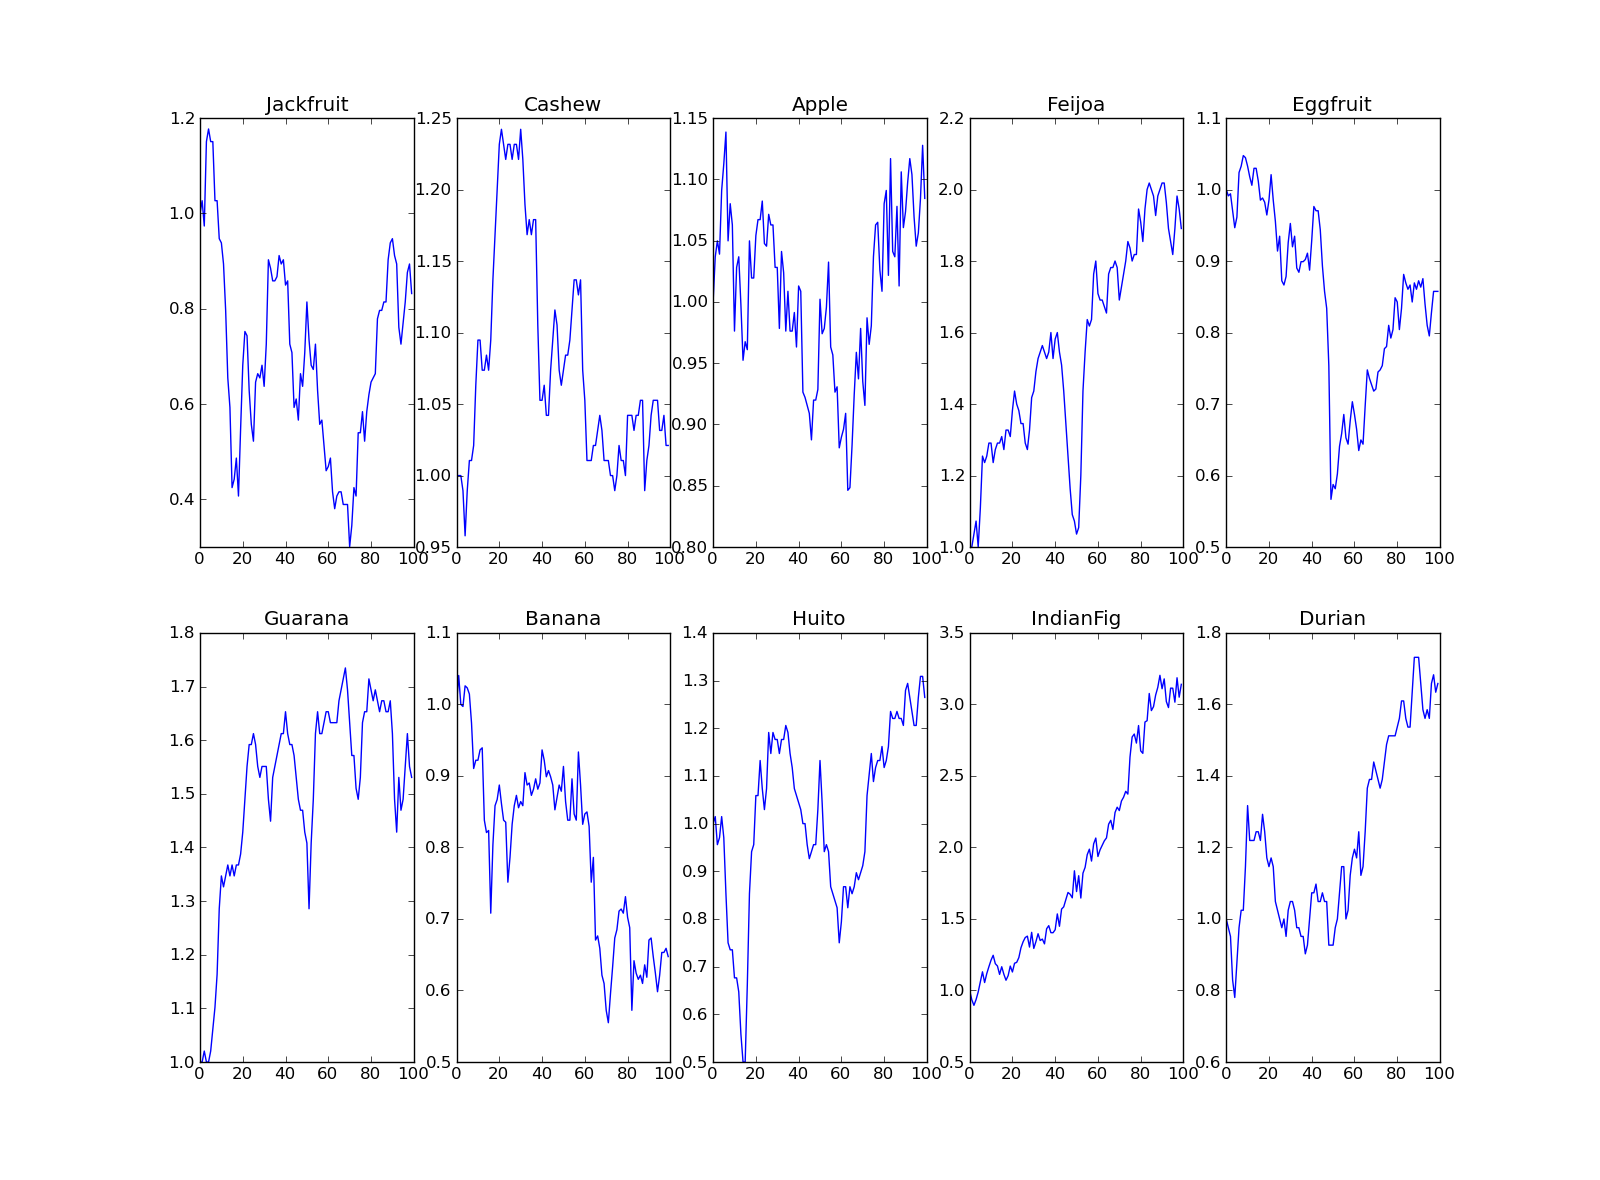 Jackfruit Cashew Apple Feijoa Eggfruit
1.2 1.0 0.8 0.6 0.4
0 20 40 60 80 100
1.25 1.20 1.15 1.10 1.05 1.00 0.95
0 20 40 60 80 100
1.15 1.10 1.05 1.00 0.95 0.90 0.85 0.80
0 20 40 60 80 100
2.2 2.0 1.8 1.6 1.4 1.2 1.0
0 20 40 60 80 100
1.1 1.0 0.9 0.8 0.7 0.6 0.5
0 20 40 60 80 100
Guarana Banana Huito IndianFig Durian
1.8 1.7 1.6 1.5 1.4 1.3 1.2 1.1 1.0
0 20 40 60 80 100
1.1 1.0 0.9 0.8 0.7 0.6 0.5
0 20 40 60 80 100
1.4 1.3 1.2 1.1 1.0 0.9 0.8 0.7 0.6 0.5
0 20 40 60 80 100
3.5 3.0 2.5 2.0 1.5 1.0 0.5
0 20 40 60 80 100
1.8 1.6 1.4 1.2 1.0 0.8 0.6
0 20 40 60 80 100